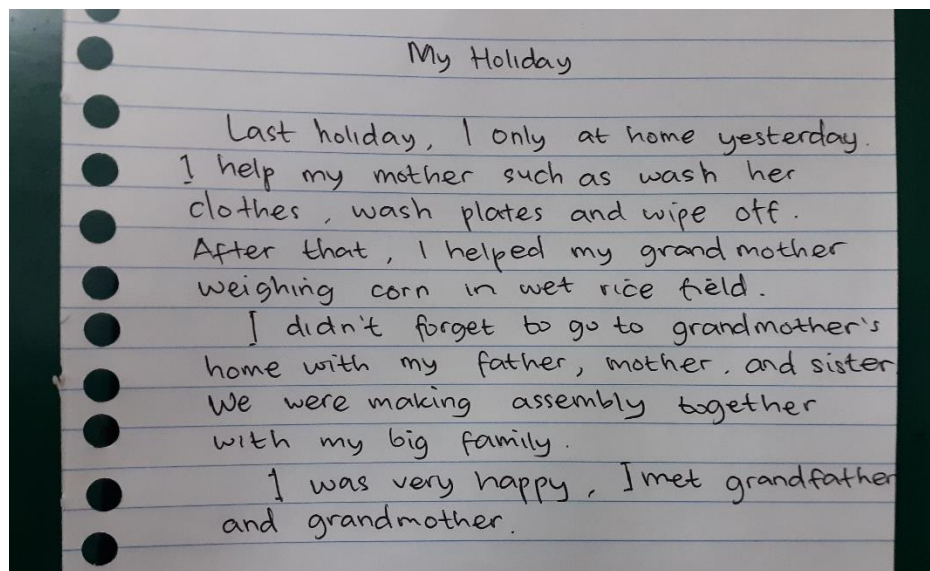 My Holiday
Last holiday, I only at home yesterday.
I help my mother such as wash her
clothes, wash plates and wipe off.
After that, I helped my grand mother
weighing corn in wet rice field.
I didn't forget to go to grandmother's
home with my father, mother, and sister
We were making assembly together
with my big family.
I was very happy, I met grandfather
and grandmother.